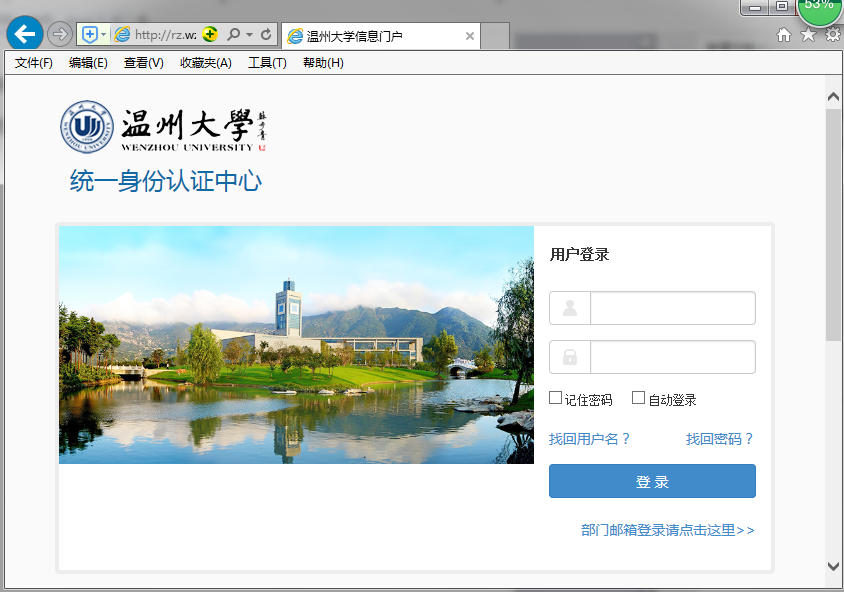 53%
http://rz.w:
温州大学信息门户
文件(F) 编辑(E) 查看(V) 收藏夹(A) 工具(T) 帮助(H)
温州大學
WENZHOU UNIVERSITY
统一身份认证中心
用户登录
记住密码 自动登录
找回用户名？ 找回密码？
登 录
部门邮箱登录请点击这里>>